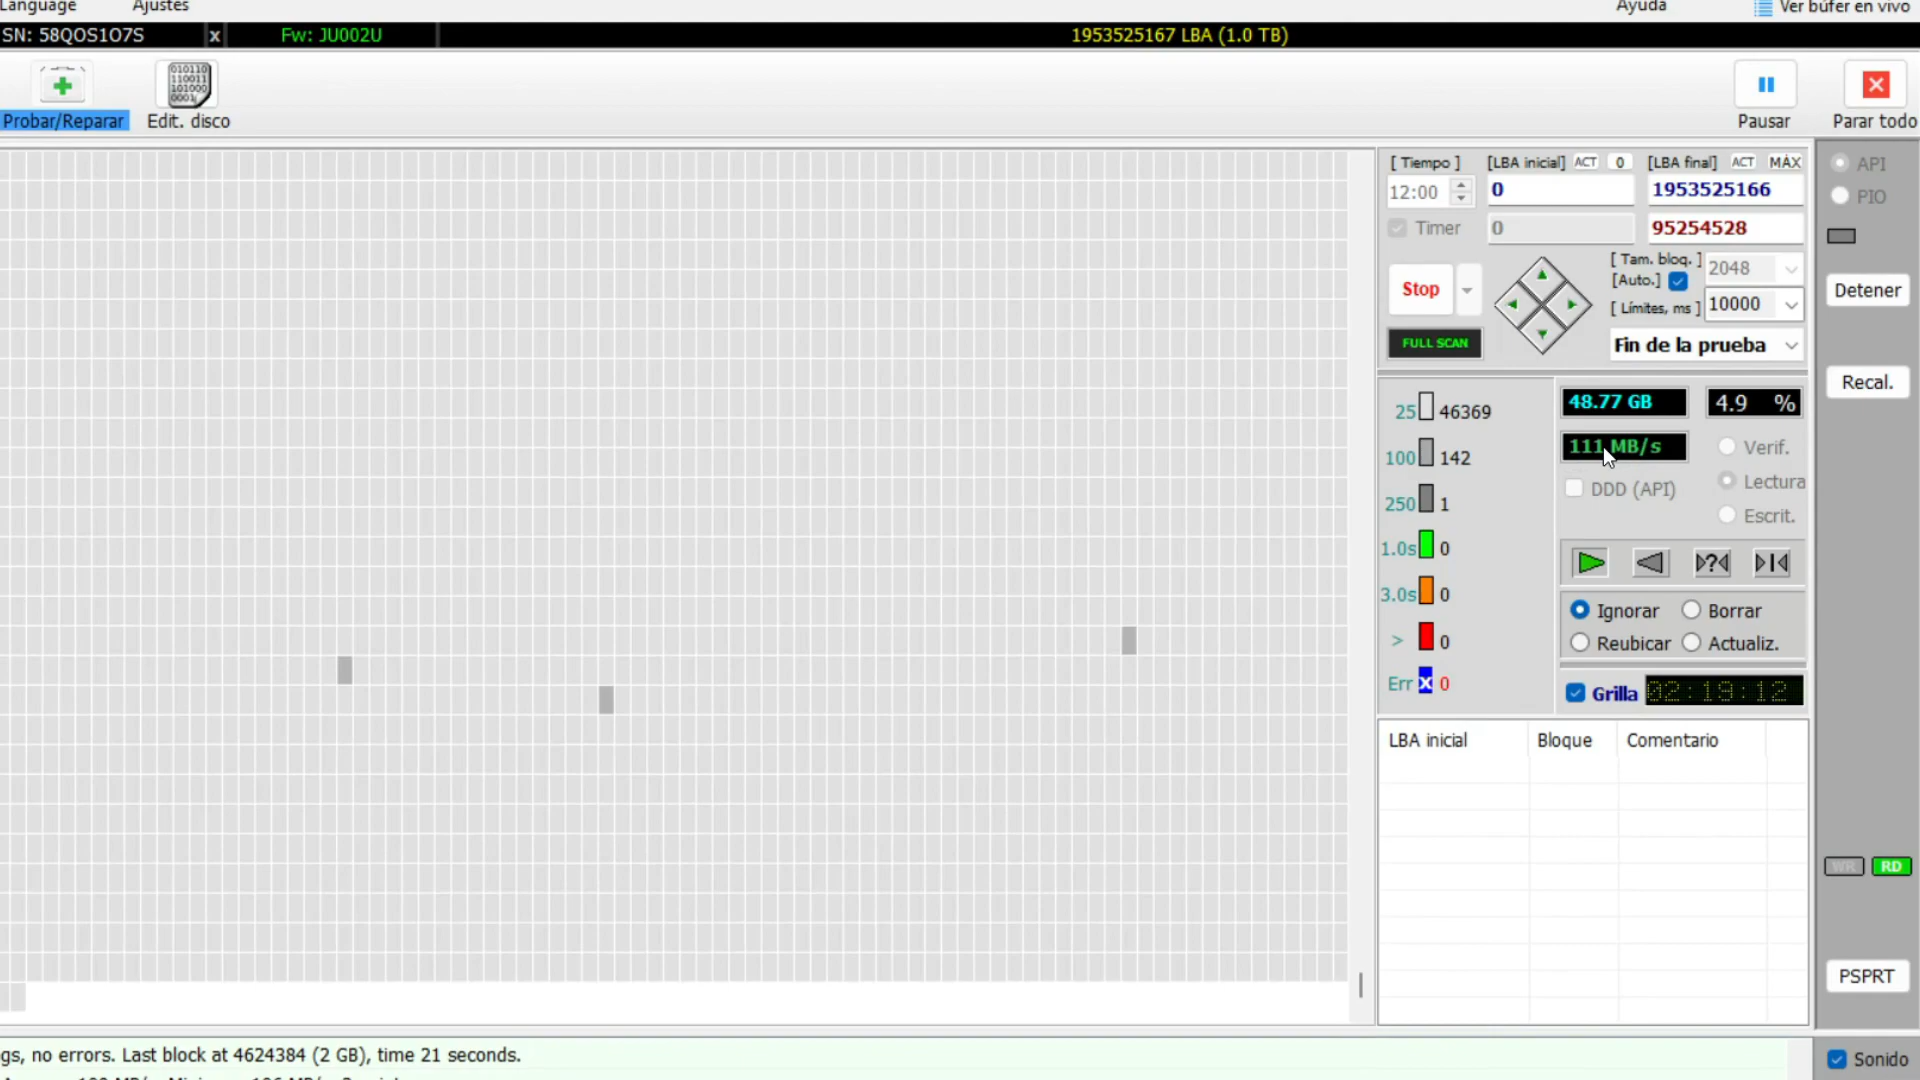 Language Ajustes Ayuda Ver búfer en vivo
SN: 58QOS1O7S x Fw: JU002U 1953525167 LBA (1.0 TB)
Probar/Reparar Edit. disco Pausar Parar todo
[ Tiempo ] [LBA inicial] ACT 0 [LBA final] ACT MÁX
API
12:00 0 1953525166
PIO
Timer 0 95254528
[ Tam. bloq. ] 2048
[Auto.]
Stop
Detener
[ Límites, ms ] 10000
FULL SCAN Fin de la prueba
Recal.
25 46369 48.77 GB 4.9 %
100 142 111 MB/s Verif.
DDD (API) Lectura
250 1 Escrit.
1.0s 0
3.0s 0
Ignorar Borrar
> 0 Reubicar Actualiz.
Err x 0 Grilla 02:19:12
LBA inicial Bloque Comentario
WR RD
PSPRT
gs, no errors. Last block at 4624384 (2 GB), time 21 seconds.
Sonido